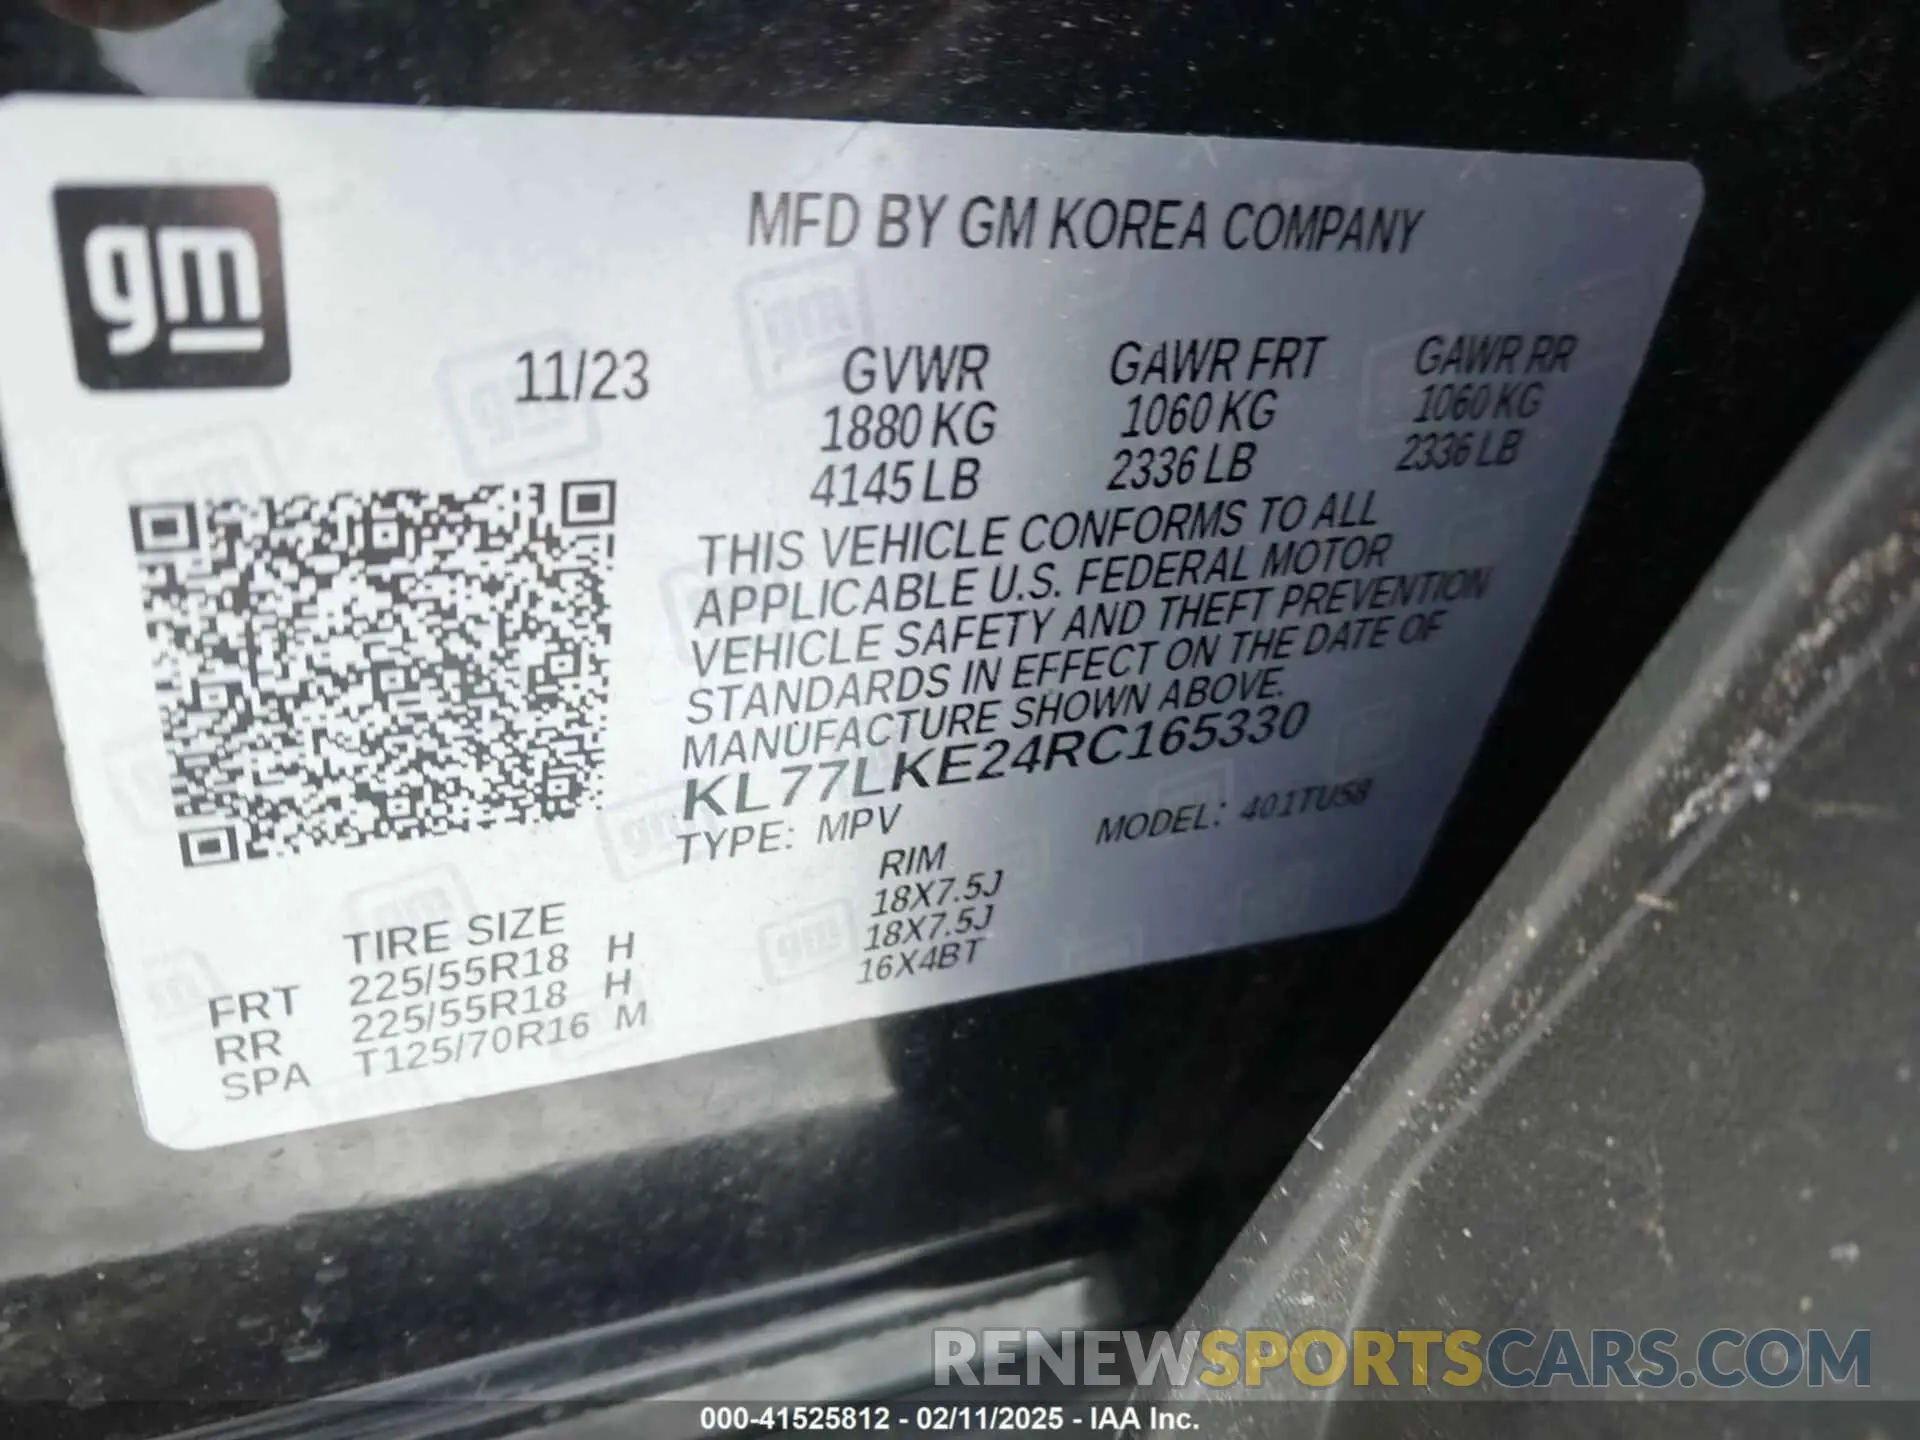 gm
MFD BY GM KOREA COMPANY
11/23 GVWR GAWR FRT GAWR RR
1880 KG 1060 KG 1060 KG
4145 LB 2336 LB 2336 LB
THIS VEHICLE CONFORMS TO ALL
APPLICABLE U.S. FEDERAL MOTOR
VEHICLE SAFETY AND THEFT PREVENTION
STANDARDS IN EFFECT ON THE DATE OF
MANUFACTURE SHOWN ABOVE.
KL77LKE24RC165330
TYPE: MPV MODEL: 401TU58
TIRE SIZE RIM
FRT 225/55R18 H 18X7.5J
RR 225/55R18 H 18X7.5J
SPA T125/70R16 M 16X4BT
RENEWSPORTSCARS.COM
000-41525812 - 02/11/2025 - IAA Inc.